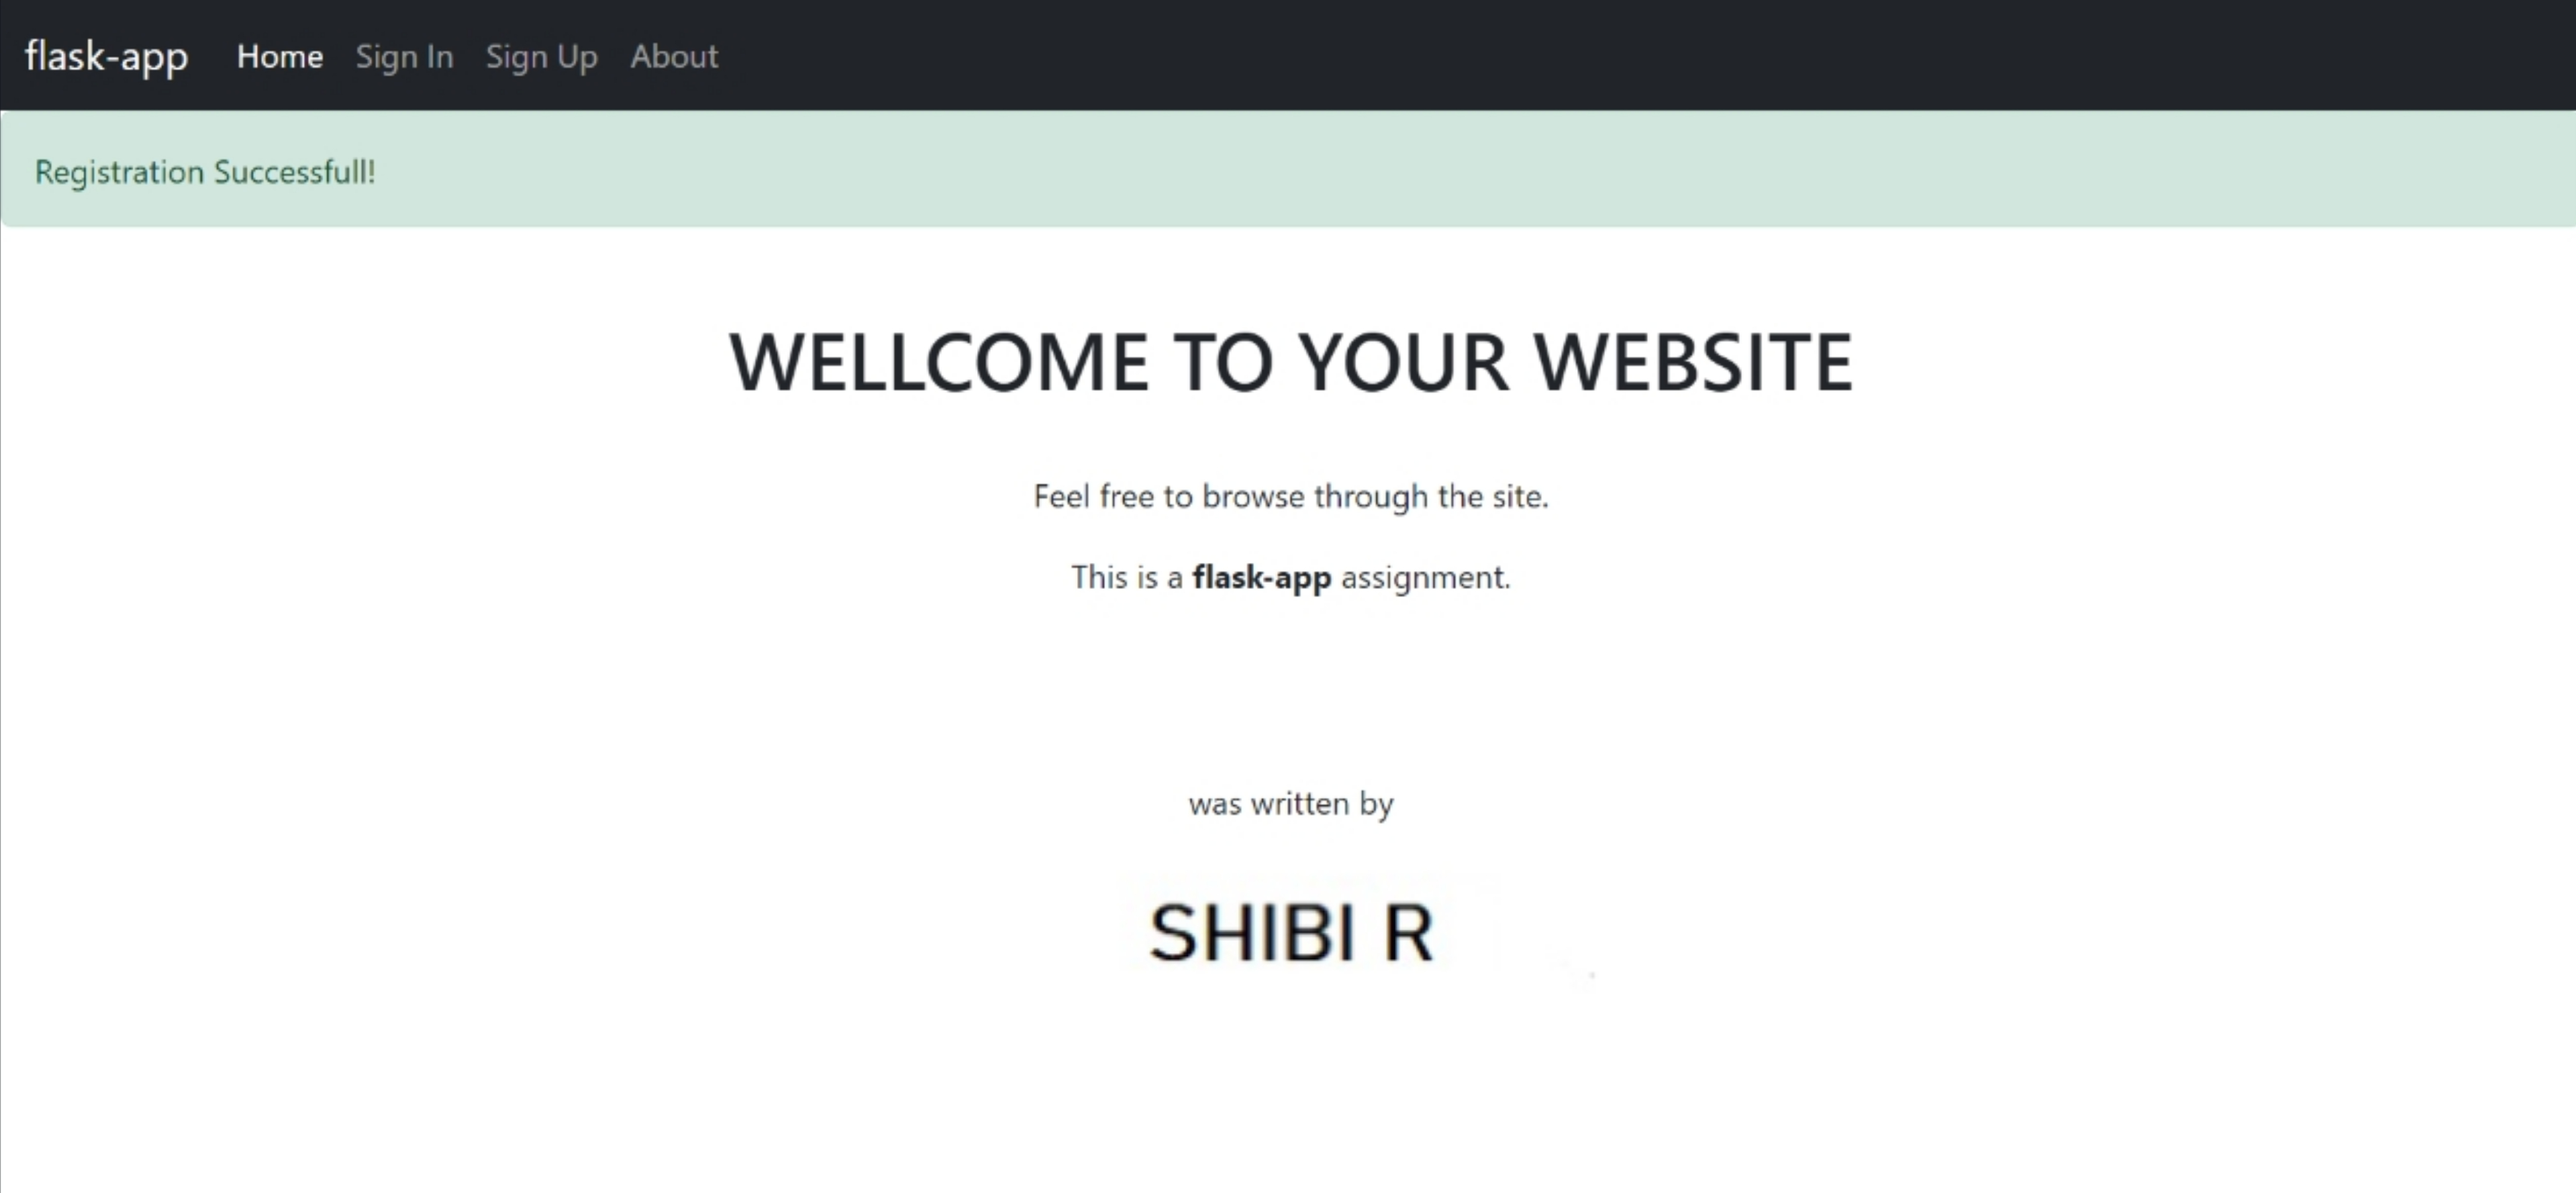 flask-app Home Sign In Sign Up About
Registration Successfull!
WELLCOME TO YOUR WEBSITE
Feel free to browse through the site.
This is a flask-app assignment.
was written by
SHIBI R